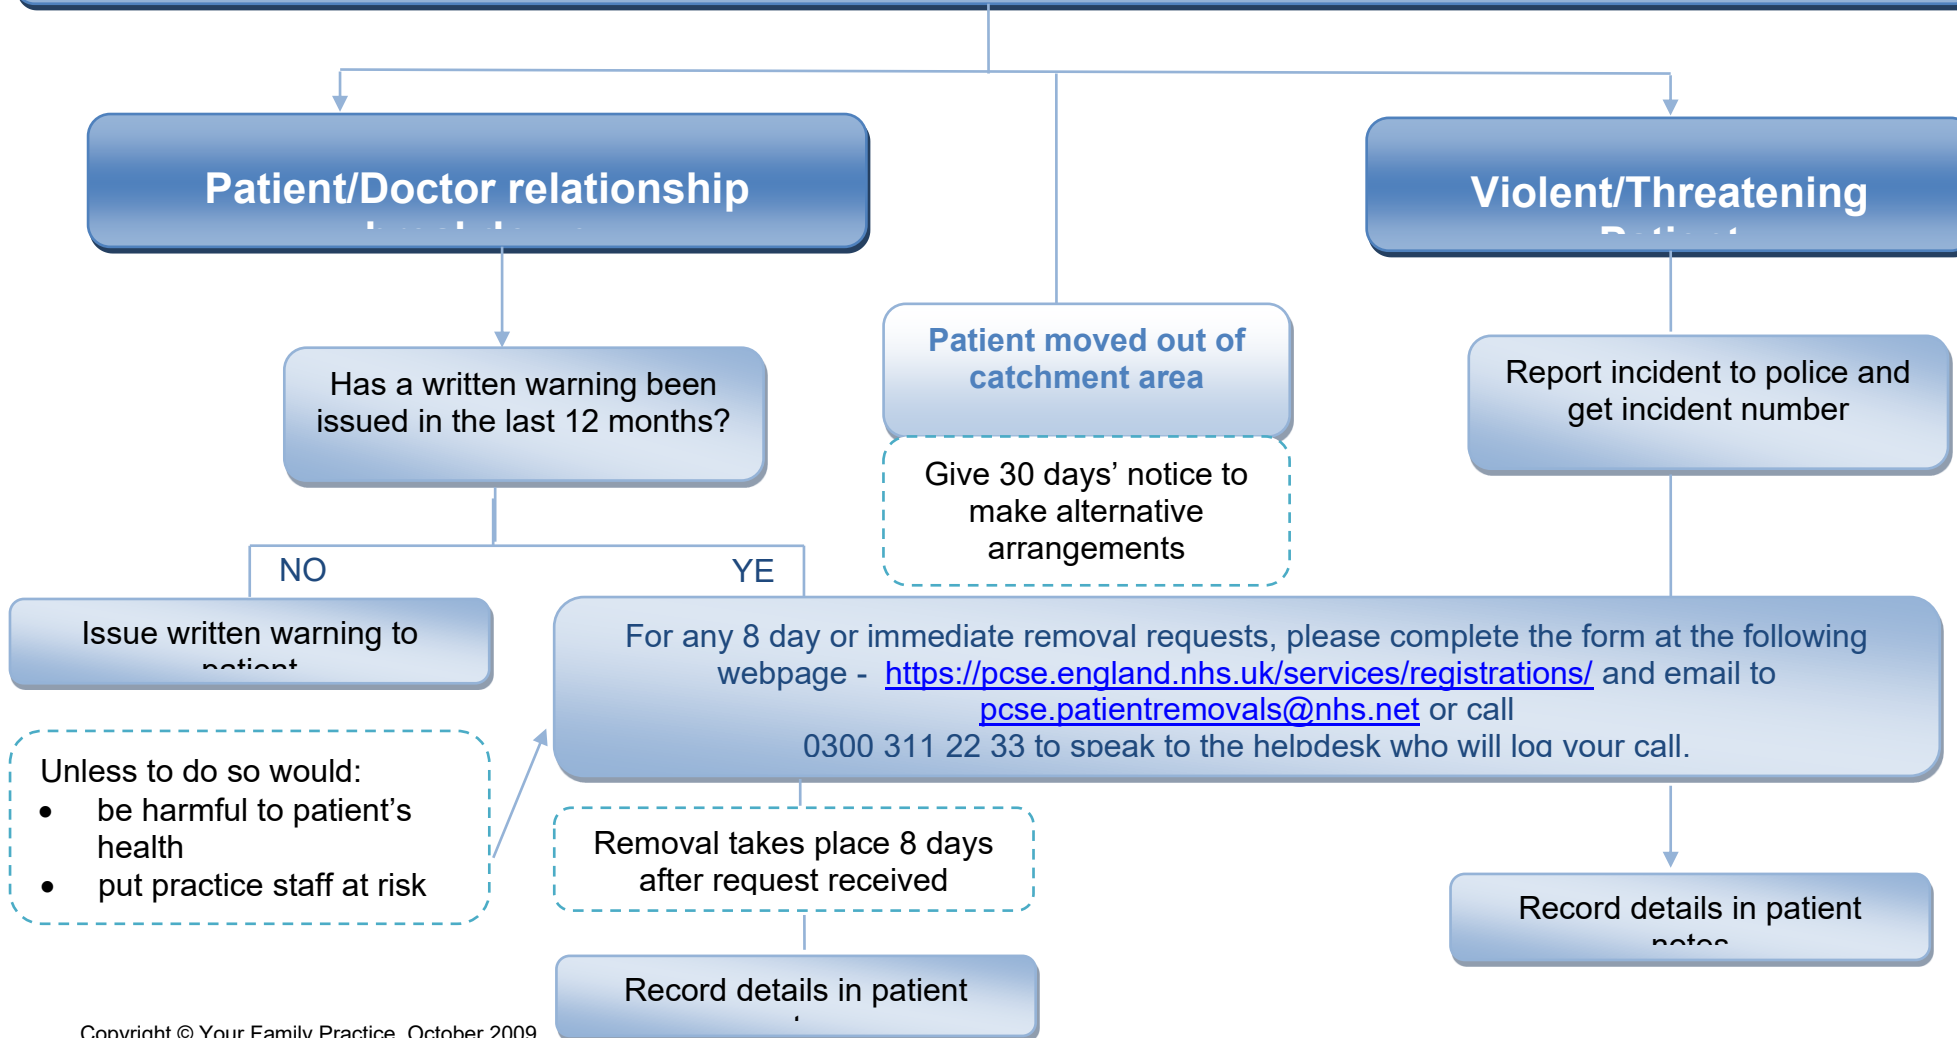 Patient/Doctor relationship
Violent/Threatening
Patient moved out of
catchment area
Has a written warning been
issued in the last 12 months?
Report incident to police and
get incident number
Give 30 days’ notice to
make alternative
arrangements
NO
YE
Issue written warning to
patient
For any 8 day or immediate removal requests, please complete the form at the following
webpage - https://pcse.england.nhs.uk/services/registrations/ and email to
pcse.patientremovals@nhs.net or call
0300 311 22 33 to speak to the helpdesk who will log your call.
Unless to do so would:
• be harmful to patient’s
health
• put practice staff at risk
Removal takes place 8 days
after request received
Record details in patient
notes
Record details in patient
Copyright © Your Family Practice, October 2009